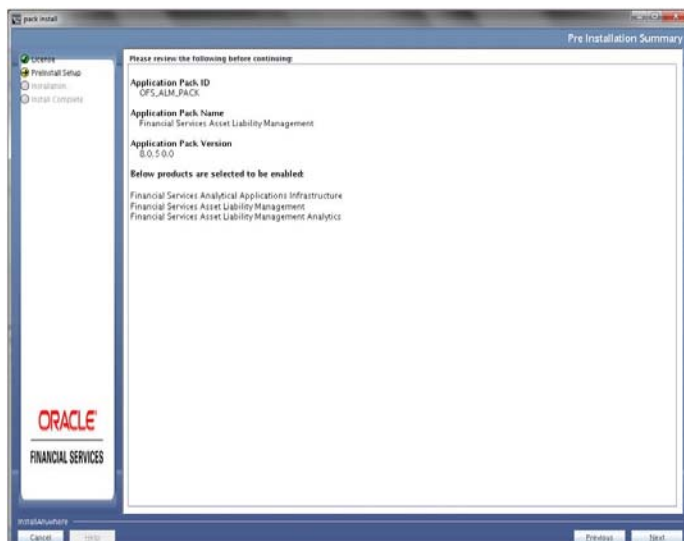 pack install
Pre Installation Summary
License
PreInstall Setup
Installation
Install Complete
Please review the following before continuing:
Application Pack ID
OFS_ALM_PACK
Application Pack Name
Financial Services Asset Liability Management
Application Pack Version
8.0.5.0.0
Below products are selected to be enabled:
Financial Services Analytical Applications Infrastructure
Financial Services Asset Liability Management
Financial Services Asset Liability Management Analytics
ORACLE
FINANCIAL SERVICES
InstallAnywhere
Cancel
Help
Previous
Next